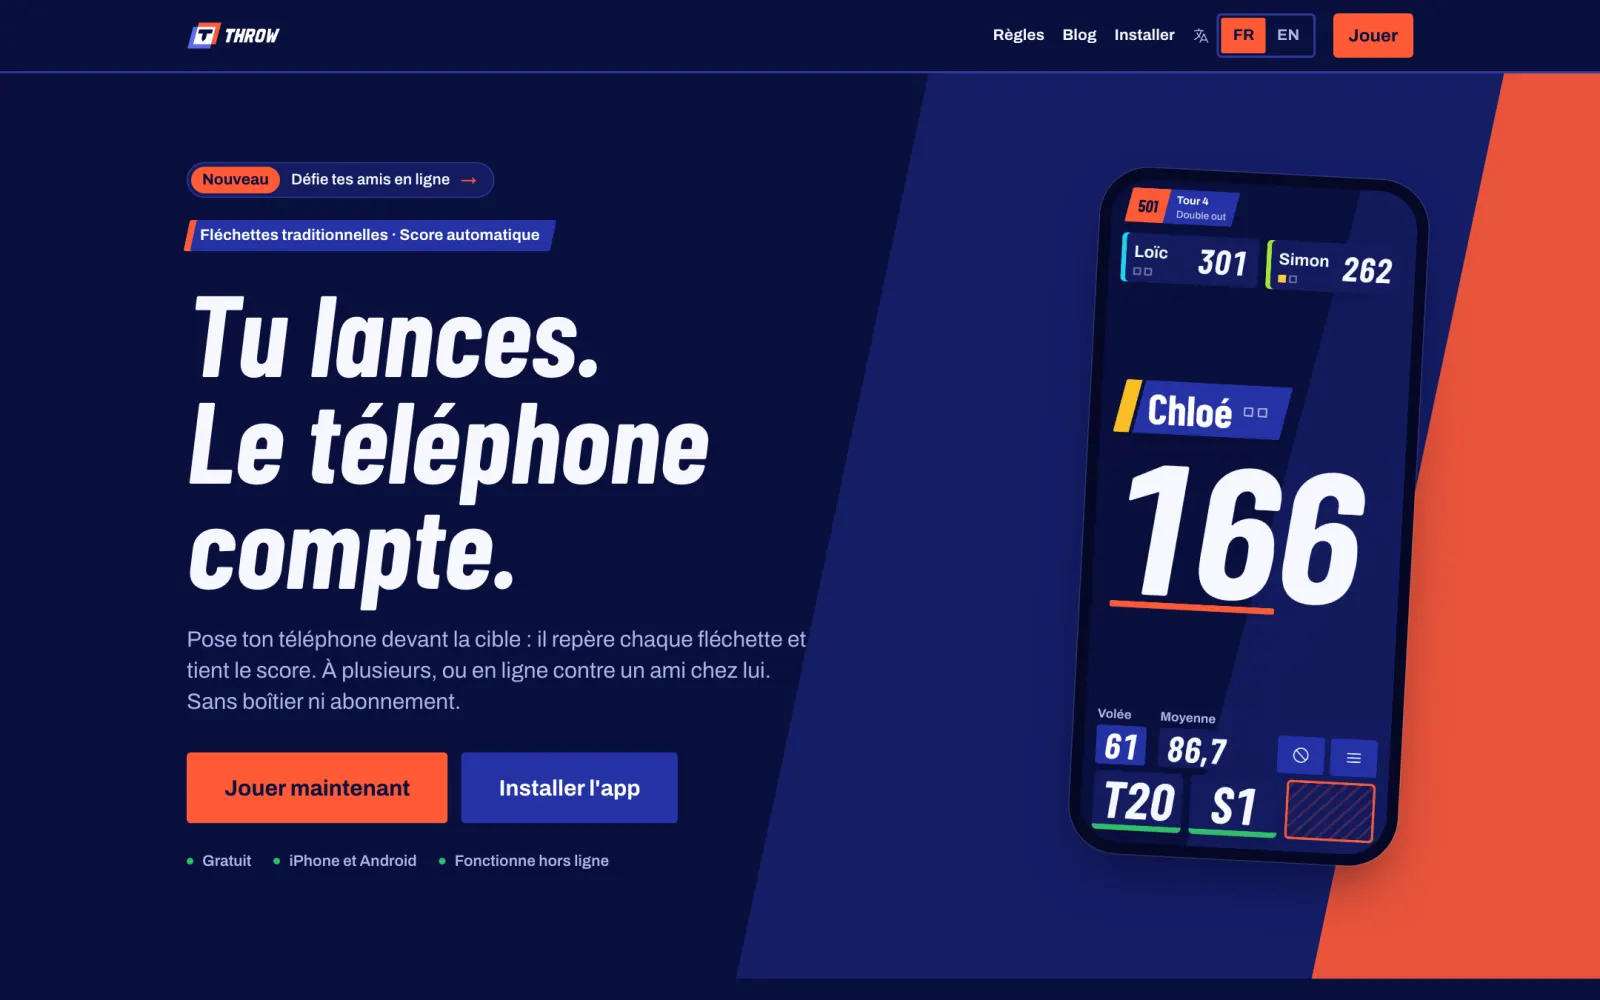 THROW
Règles Blog Installer FR EN Jouer
Nouveau Défie tes amis en ligne →
Fléchettes traditionnelles · Score automatique
Tu lances.
Le téléphone
compte.
Pose ton téléphone devant la cible : il repère chaque fléchette et
tient le score. À plusieurs, ou en ligne contre un ami chez lui.
Sans boîtier ni abonnement.
Jouer maintenant Installer l'app
Gratuit iPhone et Android Fonctionne hors ligne
501 Tour 4
Double out
Loïc 301 Simon 262
Chloé
166
Volée Moyenne
61 86,7
T20 S1